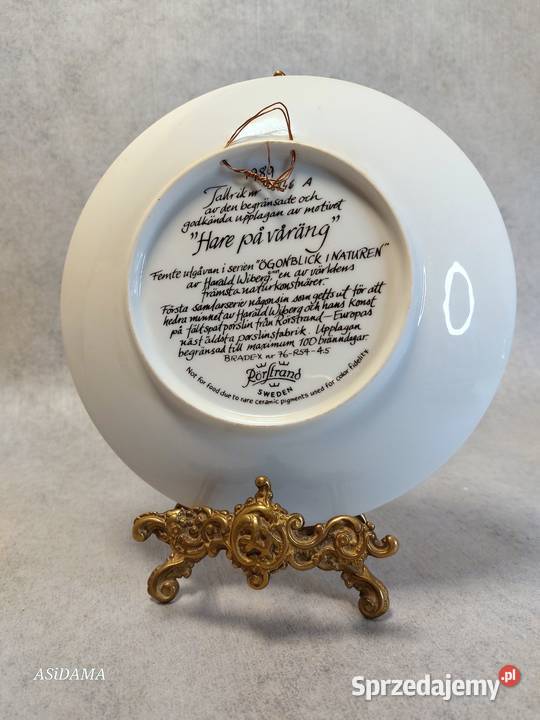 1989
Tallrik nr A
av den begränsade och
godkända upplagan av motivet
"Hare på våräng"
Femte utgåvan i serien "ÖGONBLICK I NATUREN"
av Harald Wiberg, en av världens
främsta naturkonstnärer.
Första samlarserie någonsin som getts ut för att
hedra minnet av Harald Wiberg och hans konst
på fältspatporslin från Rörstrand—Europas
näst äldsta porslinsfabrik. Upplagan
begränsad till maximum 100 bränndagar.
BRADEX nr 76-R54-4.5
Rörstrand
SWEDEN
Not for food due to rare ceramic pigments used for color fidelity.
ASiDAMA
Sprzedajemy.pl